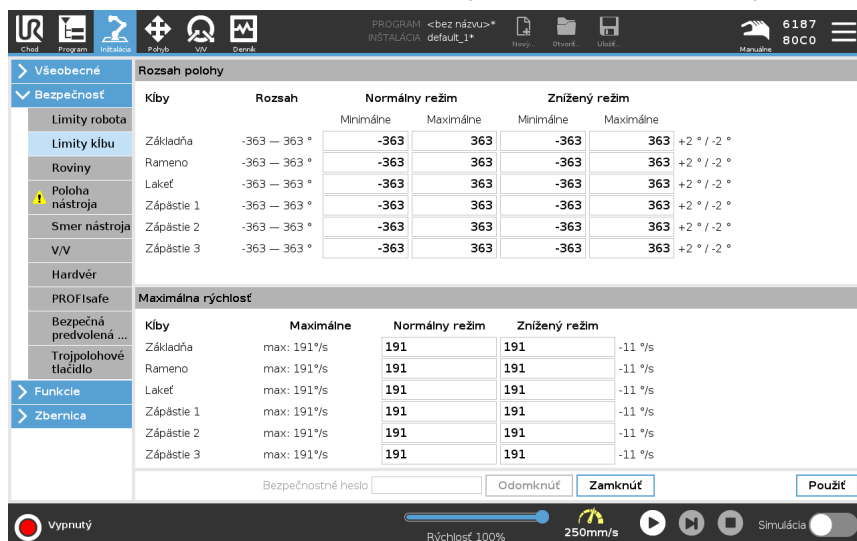 PROGRAM <bez názvu>*
INŠTALÁCIA default_1*
6187
80C0
Chod Program Inštalácia Pohyb V/V Denník Nový... Otvoriť... Uložiť... Manuálne
Všeobecné
Bezpečnosť
Limity robota
Limity kĺbu
Roviny
Poloha
nástroja
Smer nástroja
V/V
Hardvér
PROFIsafe
Bezpečná
predvolená ...
Trojpolohové
tlačidlo
Funkcie
Zbernica
Rozsah polohy
Kĺby Rozsah Normálny režim Znížený režim
Minimálne Maximálne Minimálne Maximálne
Základňa -363 — 363 ° -363 363 -363 363 +2 ° / -2 °
Rameno -363 — 363 ° -363 363 -363 363 +2 ° / -2 °
Lakeť -363 — 363 ° -363 363 -363 363 +2 ° / -2 °
Zápästie 1 -363 — 363 ° -363 363 -363 363 +2 ° / -2 °
Zápästie 2 -363 — 363 ° -363 363 -363 363 +2 ° / -2 °
Zápästie 3 -363 — 363 ° -363 363 -363 363 +2 ° / -2 °
Maximálna rýchlosť
Kĺby Maximálne Normálny režim Znížený režim
Základňa max: 191°/s 191 191 -11 °/s
Rameno max: 191°/s 191 191 -11 °/s
Lakeť max: 191°/s 191 191 -11 °/s
Zápästie 1 max: 191°/s 191 191 -11 °/s
Zápästie 2 max: 191°/s 191 191 -11 °/s
Zápästie 3 max: 191°/s 191 191 -11 °/s
Bezpečnostné heslo Odomknúť Zamknúť Použiť
Vypnutý Rýchlosť 100% 250mm/s Simulácia